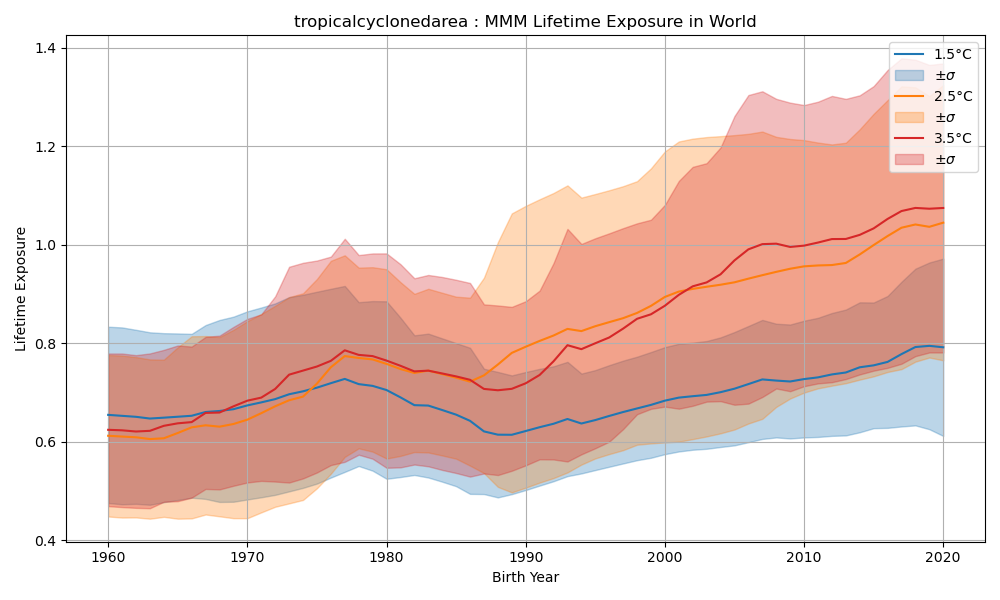 tropicalcyclonedarea : MMM Lifetime Exposure in World
1.4
1.2
1.0
0.8
0.6
0.4
Lifetime Exposure
1.5°C
±σ
2.5°C
±σ
3.5°C
±σ
1960
1970
1980
1990
2000
2010
2020
Birth Year